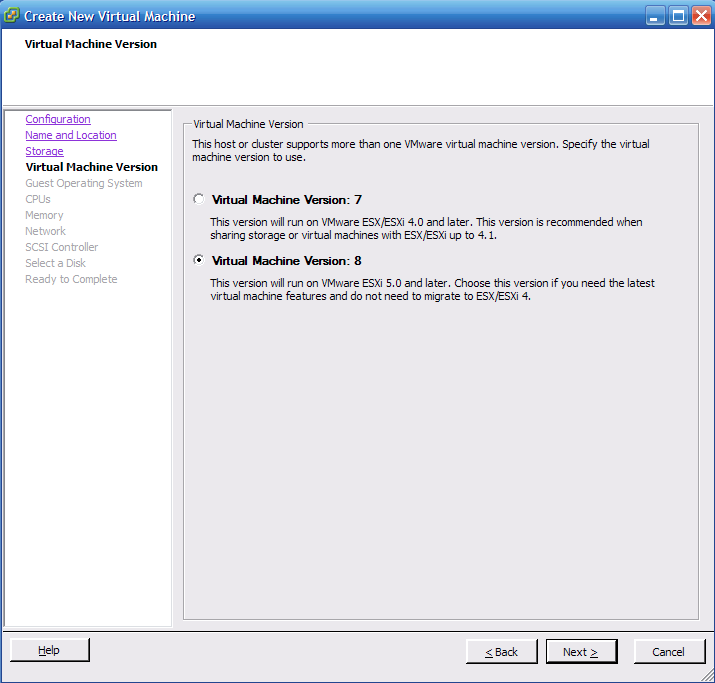 Create New Virtual Machine
Virtual Machine Version
Configuration
Name and Location
Storage
Virtual Machine Version
Guest Operating System
CPUs
Memory
Network
SCSI Controller
Select a Disk
Ready to Complete
Virtual Machine Version
This host or cluster supports more than one VMware virtual machine version. Specify the virtual
machine version to use.
Virtual Machine Version: 7
This version will run on VMware ESX/ESXi 4.0 and later. This version is recommended when
sharing storage or virtual machines with ESX/ESXi up to 4.1.
Virtual Machine Version: 8
This version will run on VMware ESXi 5.0 and later. Choose this version if you need the latest
virtual machine features and do not need to migrate to ESX/ESXi 4.
Help
< Back
Next >
Cancel